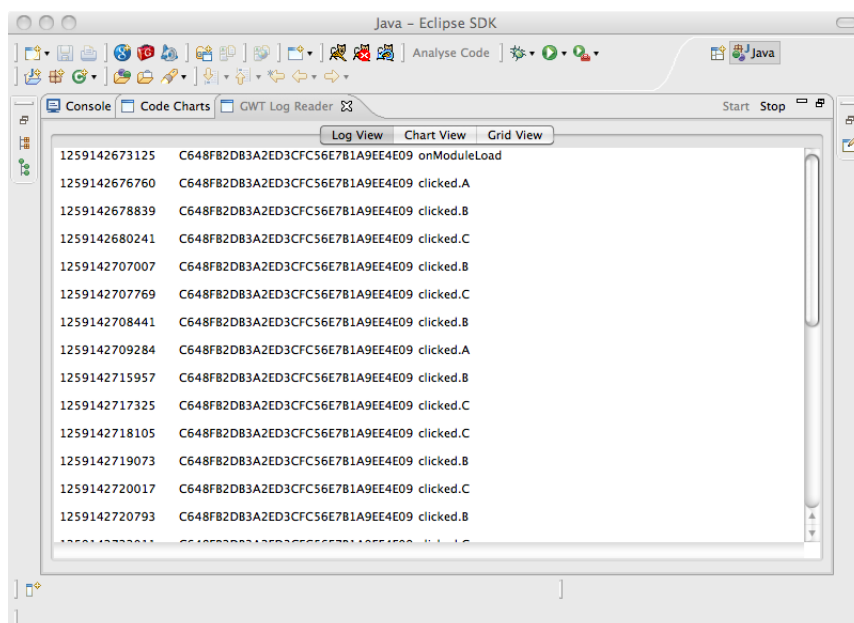 Java – Eclipse SDK
Analyse Code
Java
Console Code Charts GWT Log Reader Start Stop
Log View Chart View Grid View
1259142673125 C648FB2DB3A2ED3CFC56E7B1A9EE4E09 onModuleLoad
1259142676760 C648FB2DB3A2ED3CFC56E7B1A9EE4E09 clicked.A
1259142678839 C648FB2DB3A2ED3CFC56E7B1A9EE4E09 clicked.B
1259142680241 C648FB2DB3A2ED3CFC56E7B1A9EE4E09 clicked.C
1259142707007 C648FB2DB3A2ED3CFC56E7B1A9EE4E09 clicked.B
1259142707769 C648FB2DB3A2ED3CFC56E7B1A9EE4E09 clicked.C
1259142708441 C648FB2DB3A2ED3CFC56E7B1A9EE4E09 clicked.B
1259142709284 C648FB2DB3A2ED3CFC56E7B1A9EE4E09 clicked.A
1259142715957 C648FB2DB3A2ED3CFC56E7B1A9EE4E09 clicked.B
1259142717325 C648FB2DB3A2ED3CFC56E7B1A9EE4E09 clicked.C
1259142718105 C648FB2DB3A2ED3CFC56E7B1A9EE4E09 clicked.C
1259142719073 C648FB2DB3A2ED3CFC56E7B1A9EE4E09 clicked.B
1259142720017 C648FB2DB3A2ED3CFC56E7B1A9EE4E09 clicked.C
1259142720793 C648FB2DB3A2ED3CFC56E7B1A9EE4E09 clicked.B